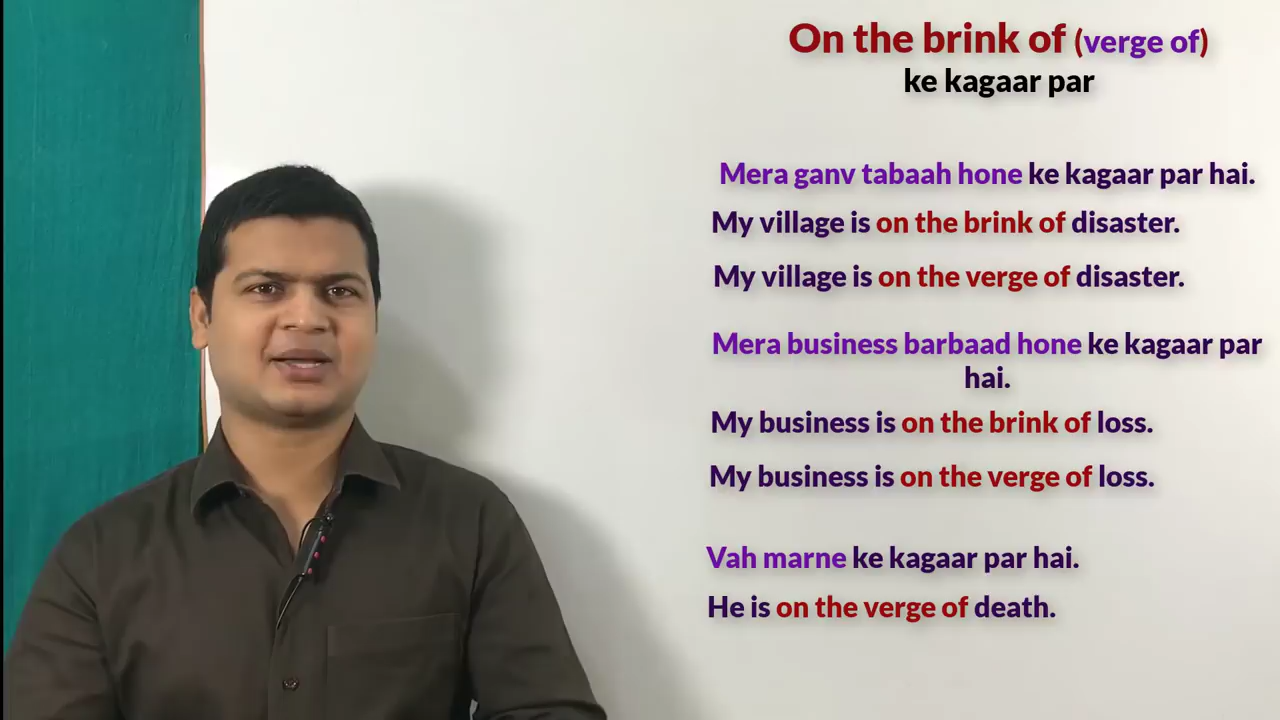 On the brink of (verge of)
ke kagaar par
Mera ganv tabaah hone ke kagaar par hai.
My village is on the brink of disaster.
My village is on the verge of disaster.
Mera business barbaad hone ke kagaar par
hai.
My business is on the brink of loss.
My business is on the verge of loss.
Vah marne ke kagaar par hai.
He is on the verge of death.